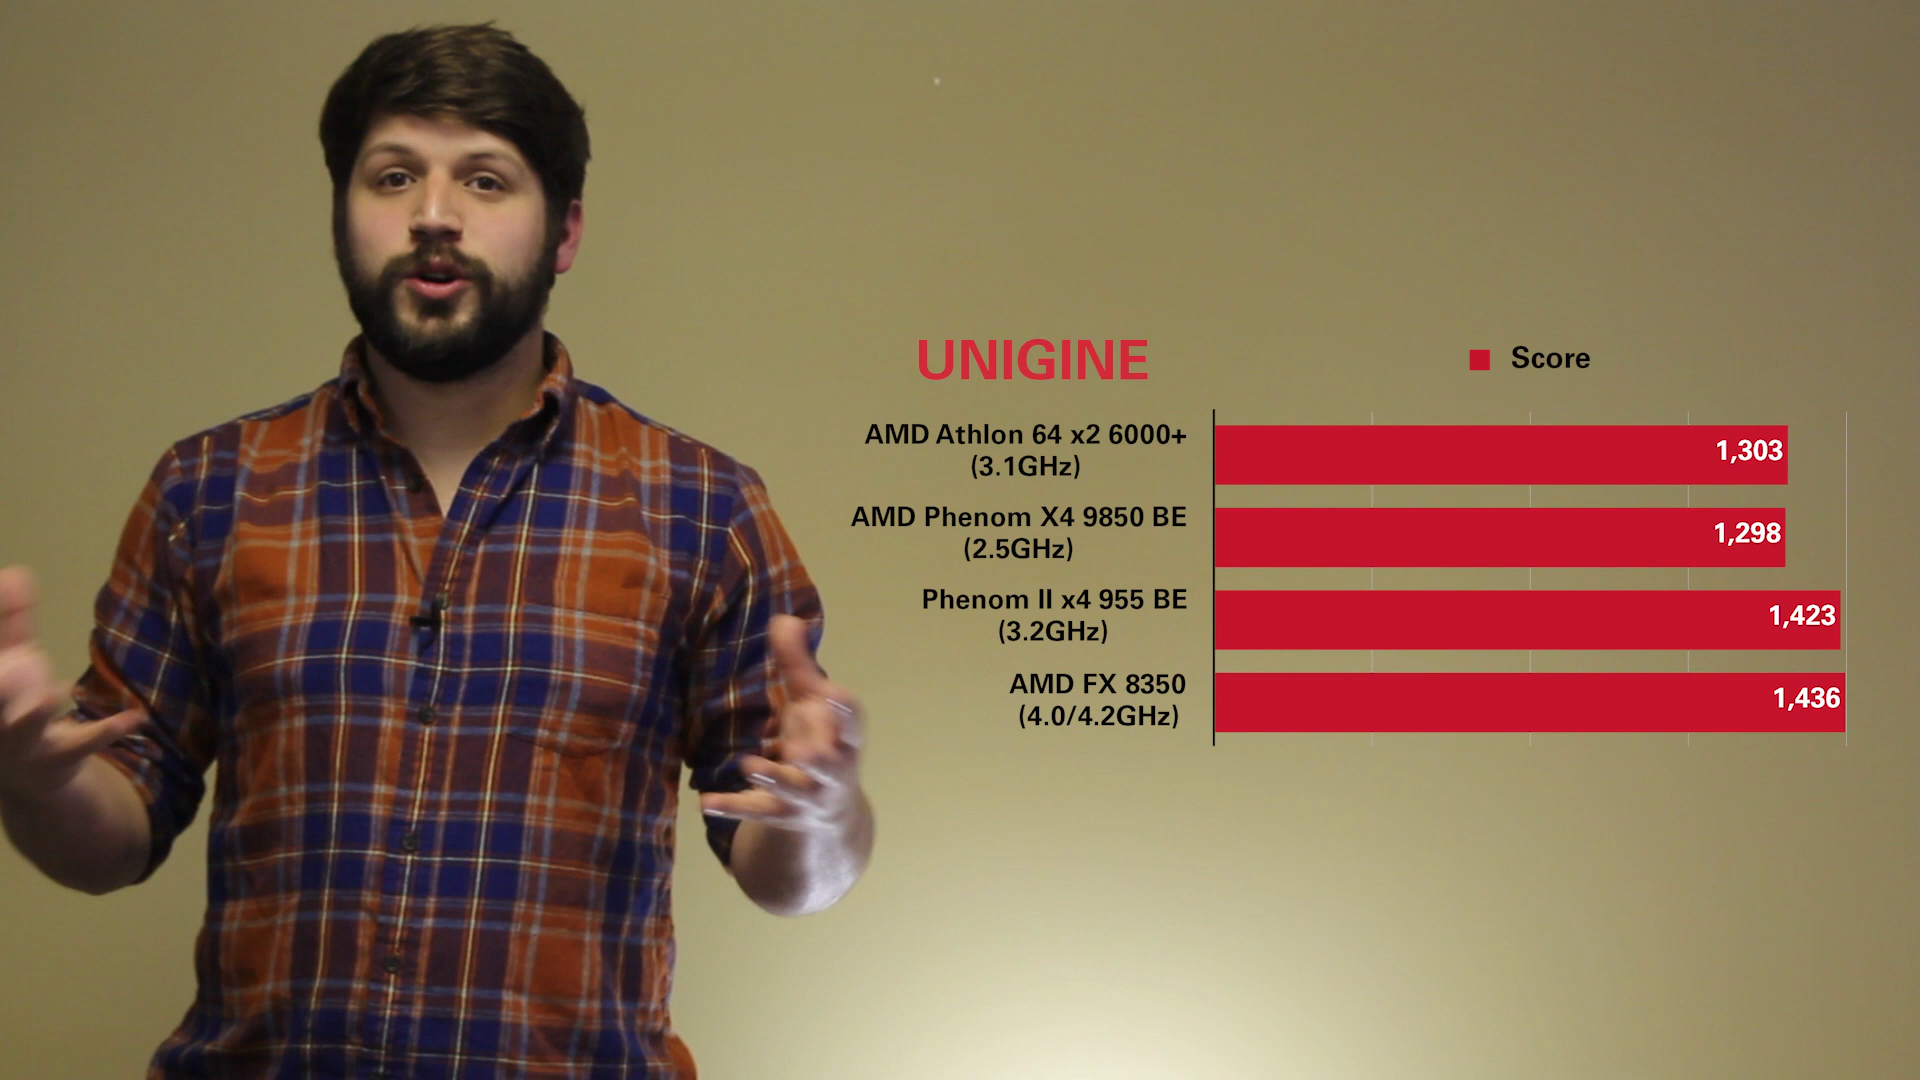 UNIGINE
Score
AMD Athlon 64 x2 6000+
(3.1GHz)
1,303
AMD Phenom X4 9850 BE
(2.5GHz)
1,298
Phenom II x4 955 BE
(3.2GHz)
1,423
AMD FX 8350
(4.0/4.2GHz)
1,436